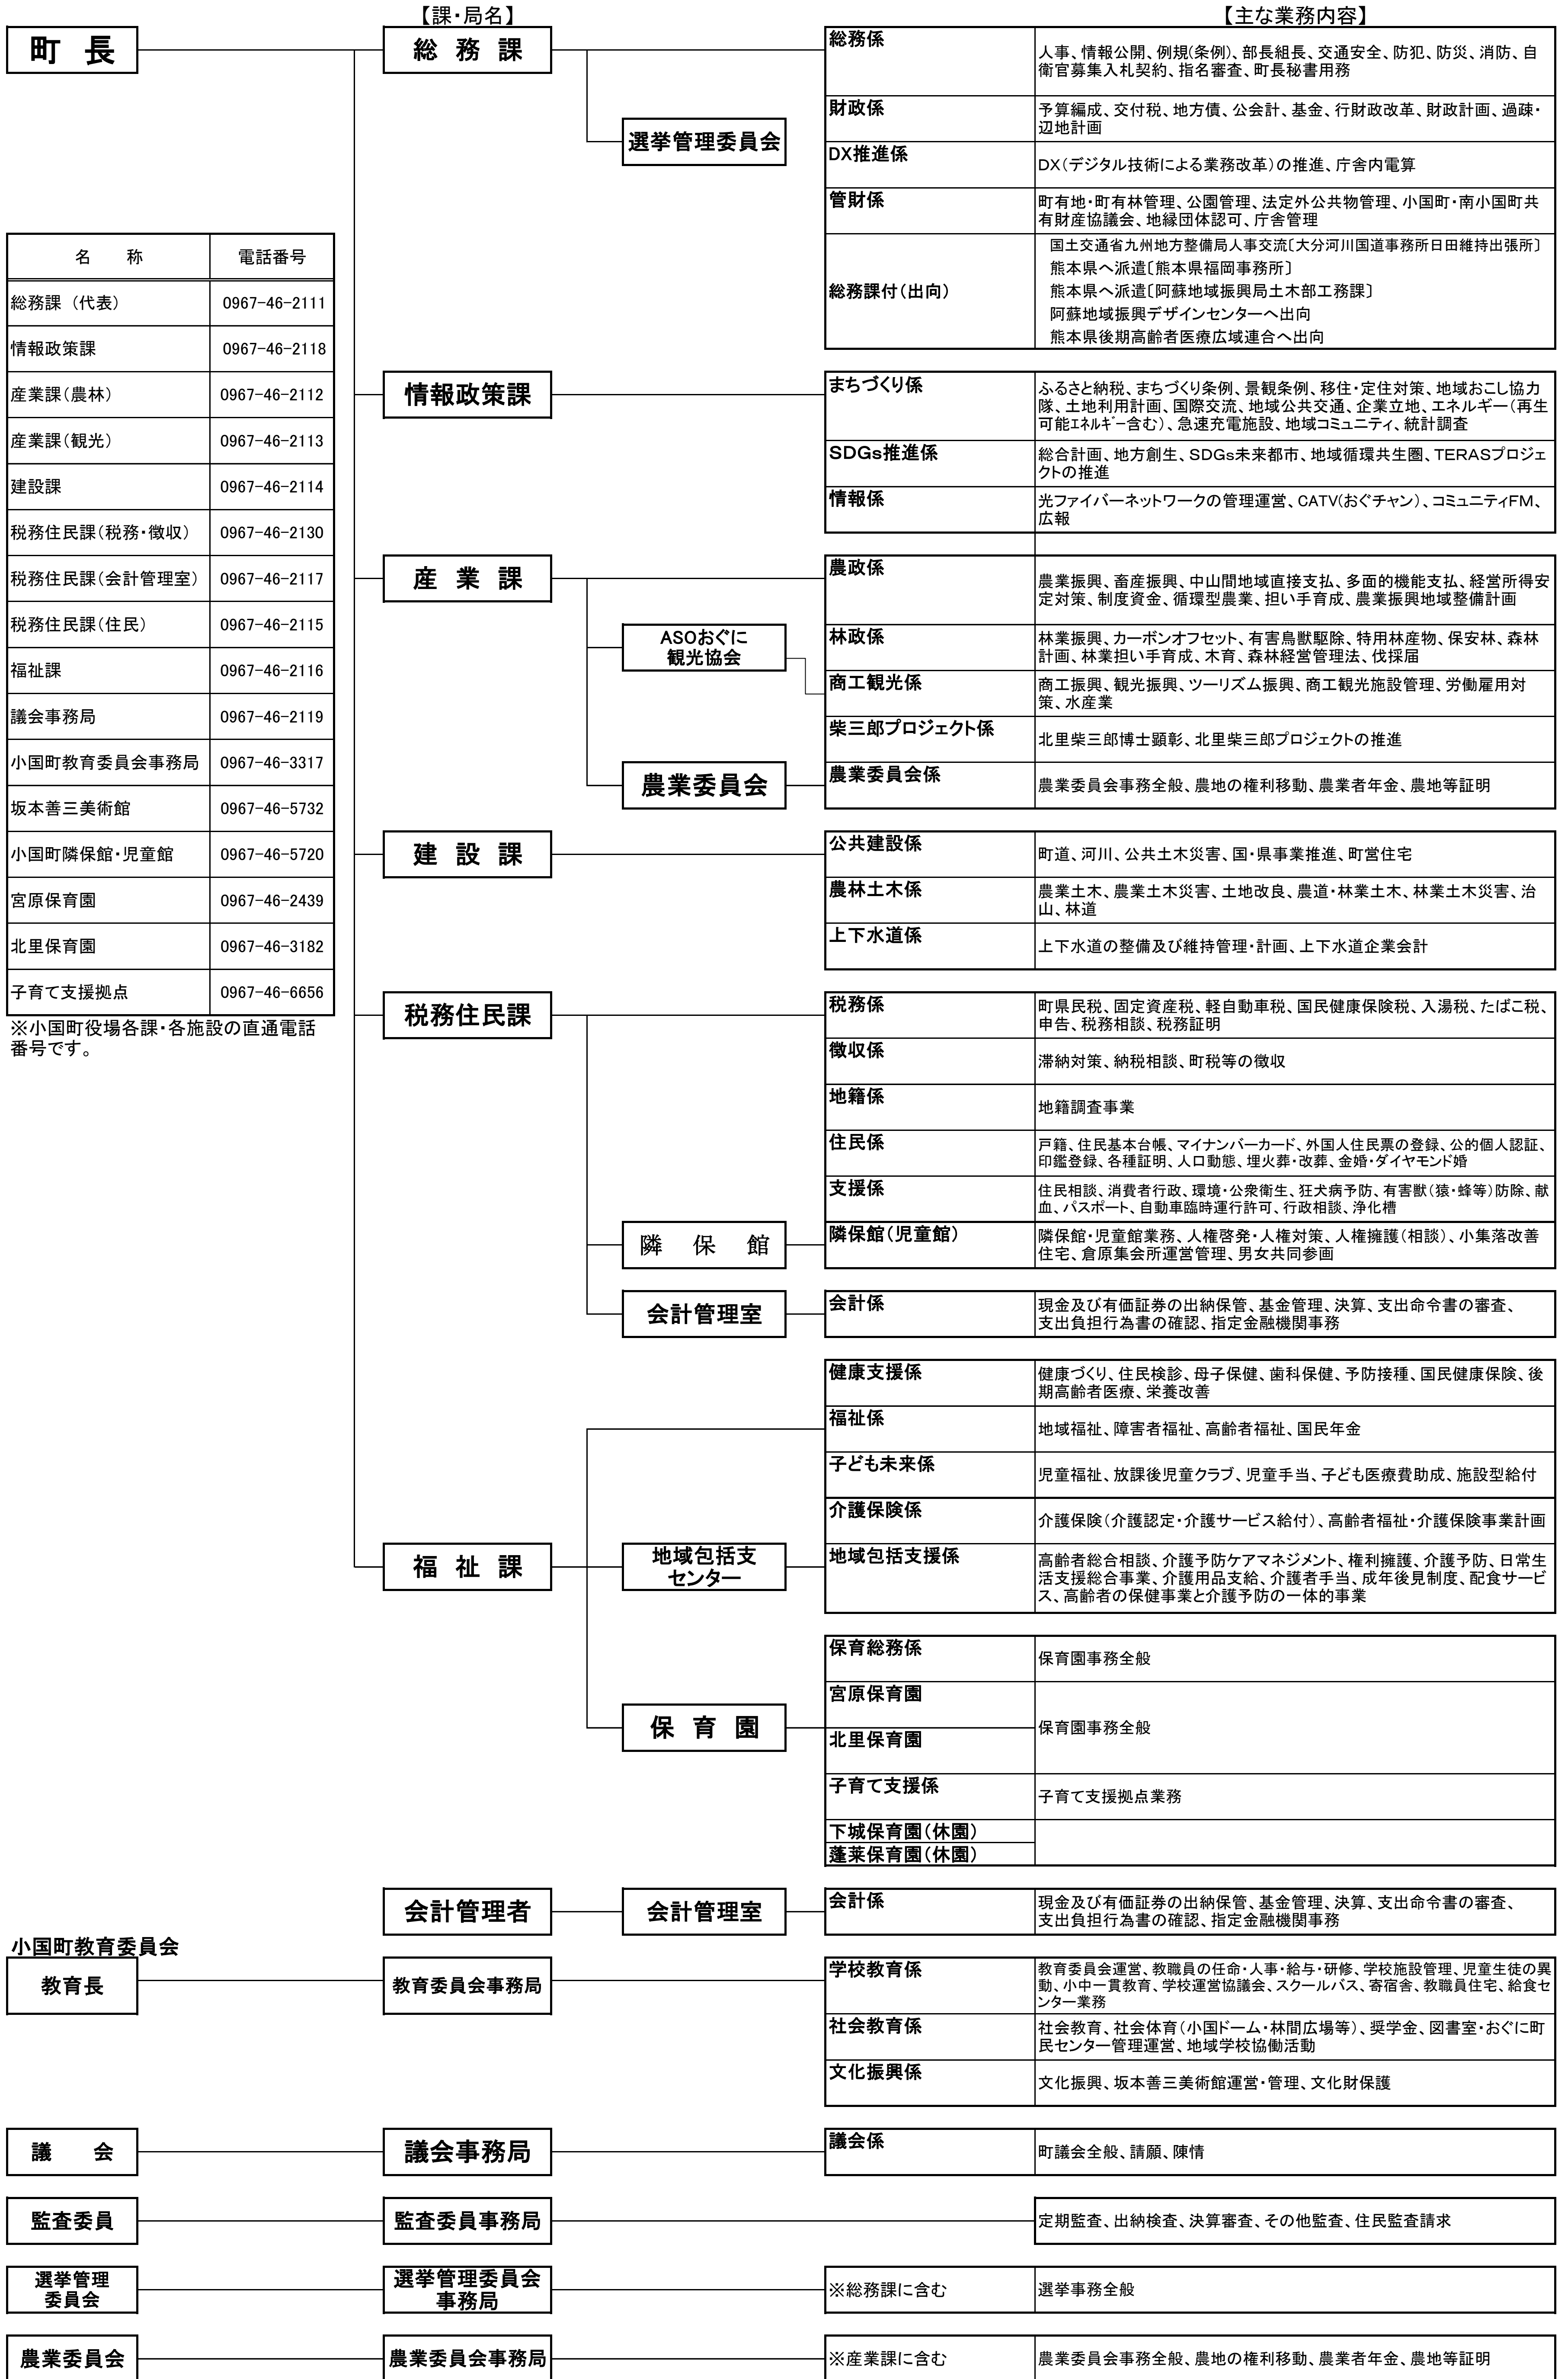 【課・局名】
【主な業務内容】
町　長
総　務　課
選挙管理委員会
総務係
人事、情報公開、例規(条例)、部長組長、交通安全、防犯、防災、消防、自
衛官募集入札契約、指名審査、町長秘書用務
財政係
予算編成、交付税、地方債、公会計、基金、行財政改革、財政計画、過疎・
辺地計画
DX推進係
DX(デジタル技術による業務改革)の推進、庁舎内電算
管財係
町有地・町有林管理、公園管理、法定外公共物管理、小国町・南小国町共
有財産協議会、地縁団体認可、庁舎管理
総務課付(出向)
国土交通省九州地方整備局人事交流〔大分河川国道事務所日田維持出張所〕
熊本県へ派遣〔熊本県福岡事務所〕
熊本県へ派遣〔阿蘇地域振興局土木部工務課〕
阿蘇地域振興デザインセンターへ出向
熊本県後期高齢者医療広域連合へ出向
名　　称　電話番号
総務課（代表）　0967-46-2111
情報政策課　0967-46-2118
産業課(農林)　0967-46-2112
産業課(観光)　0967-46-2113
建設課　0967-46-2114
税務住民課(税務・徴収)　0967-46-2130
税務住民課(会計管理室)　0967-46-2117
税務住民課(住民)　0967-46-2115
福祉課　0967-46-2116
議会事務局　0967-46-2119
小国町教育委員会事務局　0967-46-3317
坂本善三美術館　0967-46-5732
小国町隣保館・児童館　0967-46-5720
宮原保育園　0967-46-2439
北里保育園　0967-46-3182
子育て支援拠点　0967-46-6656
※小国町役場各課・各施設の直通電話
番号です。
情報政策課
まちづくり係
ふるさと納税、まちづくり条例、景観条例、移住・定住対策、地域おこし協力
隊、土地利用計画、国際交流、地域公共交通、企業立地、エネルギー(再生
可能ｴﾈﾙｷﾞｰ含む)、急速充電施設、地域コミュニティ、統計調査
SDGs推進係
総合計画、地方創生、SDGs未来都市、地域循環共生圏、TERASプロジェ
クトの推進
情報係
光ファイバーネットワークの管理運営、CATV(おぐチャン)、コミュニティFM、
広報
産　業　課
ASOおぐに
観光協会
農業委員会
農政係
農業振興、畜産振興、中山間地域直接支払、多面的機能支払、経営所得安
定対策、制度資金、循環型農業、担い手育成、農業振興地域整備計画
林政係
林業振興、カーボンオフセット、有害鳥獣駆除、特用林産物、保安林、森林
計画、林業担い手育成、木育、森林経営管理法、伐採届
商工観光係
商工振興、観光振興、ツーリズム振興、商工観光施設管理、労働雇用対
策、水産業
柴三郎プロジェクト係
北里柴三郎博士顕彰、北里柴三郎プロジェクトの推進
農業委員会係
農業委員会事務全般、農地の権利移動、農業者年金、農地等証明
建　設　課
公共建設係
町道、河川、公共土木災害、国・県事業推進、町営住宅
農林土木係
農業土木、農業土木災害、土地改良、農道・林業土木、林業土木災害、治
山、林道
上下水道係
上下水道の整備及び維持管理・計画、上下水道企業会計
税務住民課
隣　保　館
会計管理室
税務係
町県民税、固定資産税、軽自動車税、国民健康保険税、入湯税、たばこ税、
申告、税務相談、税務証明
徴収係
滞納対策、納税相談、町税等の徴収
地籍係
地籍調査事業
住民係
戸籍、住民基本台帳、マイナンバーカード、外国人住民票の登録、公的個人認証、
印鑑登録、各種証明、人口動態、埋火葬・改葬、金婚・ダイヤモンド婚
支援係
住民相談、消費者行政、環境・公衆衛生、狂犬病予防、有害獣(猿・蜂等)防除、献
血、パスポート、自動車臨時運行許可、行政相談、浄化槽
隣保館(児童館)
隣保館・児童館業務、人権啓発・人権対策、人権擁護(相談)、小集落改善
住宅、倉原集会所運営管理、男女共同参画
会計係
現金及び有価証券の出納保管、基金管理、決算、支出命令書の審査、
支出負担行為書の確認、指定金融機関事務
福　祉　課
地域包括支
センター
保　育　園
健康支援係
健康づくり、住民検診、母子保健、歯科保健、予防接種、国民健康保険、後
期高齢者医療、栄養改善
福祉係
地域福祉、障害者福祉、高齢者福祉、国民年金
子ども未来係
児童福祉、放課後児童クラブ、児童手当、子ども医療費助成、施設型給付
介護保険係
介護保険(介護認定・介護サービス給付)、高齢者福祉・介護保険事業計画
地域包括支援係
高齢者総合相談、介護予防ケアマネジメント、権利擁護、介護予防、日常生
活支援総合事業、介護用品支給、介護者手当、成年後見制度、配食サービ
ス、高齢者の保健事業と介護予防の一体的事業
保育総務係
保育園事務全般
宮原保育園
北里保育園
保育園事務全般
子育て支援係
子育て支援拠点業務
下城保育園(休園)
蓬莱保育園(休園)
会計管理者
会計管理室
会計係
現金及び有価証券の出納保管、基金管理、決算、支出命令書の審査、
支出負担行為書の確認、指定金融機関事務
小国町教育委員会
教育長
教育委員会事務局
学校教育係
教育委員会運営、教職員の任命・人事・給与・研修、学校施設管理、児童生徒の異
動、小中一貫教育、学校運営協議会、スクールバス、寄宿舎、教職員住宅、給食セ
ンター業務
社会教育係
社会教育、社会体育(小国ドーム・林間広場等)、奨学金、図書室・おぐに町
民センター管理運営、地域学校協働活動
文化振興係
文化振興、坂本善三美術館運営・管理、文化財保護
議　会
議会事務局
議会係
町議会全般、請願、陳情
監査委員
監査委員事務局
定期監査、出納検査、決算審査、その他監査、住民監査請求
選挙管理
委員会
選挙管理委員会
事務局
※総務課に含む
選挙事務全般
農業委員会
農業委員会事務局
※産業課に含む
農業委員会事務全般、農地の権利移動、農業者年金、農地等証明